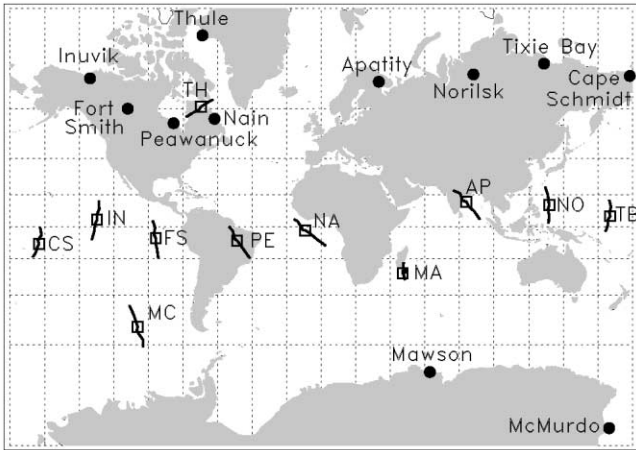 Thule
Inuvik
Tixie Bay
Apatity
Cape
Schmidt
TH
Norilsk
Fort
Smith
Nain
Peawanuck
AP
NO
TB
IN
NA
CS
FS
PE
MA
MC
Mawson
McMurdo